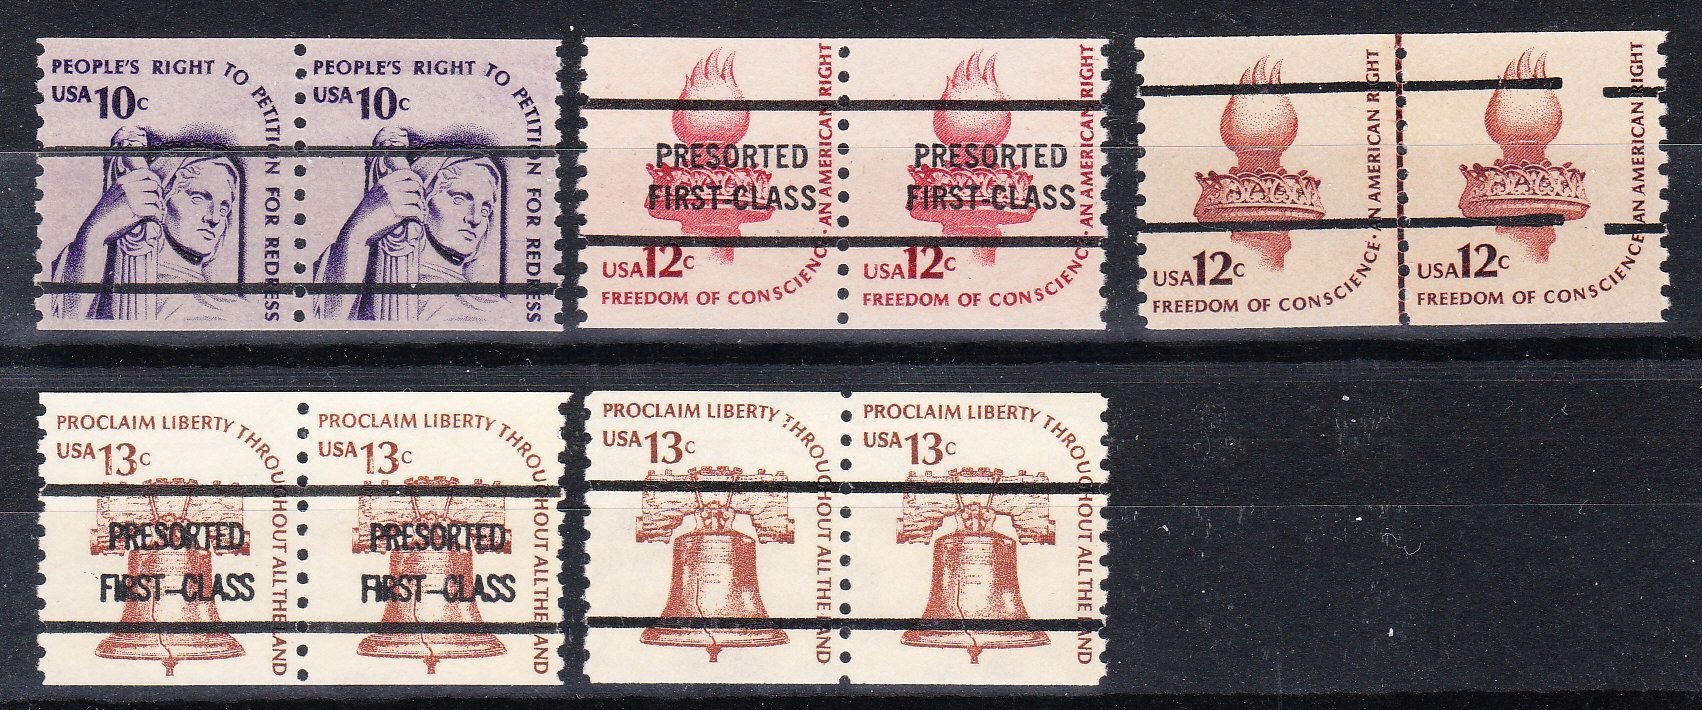 PEOPLE'S RIGHT TO PETITION FOR REDRESS
USA 10c
PEOPLE'S RIGHT TO PETITION FOR REDRESS
USA 10c
PRESORTED
FIRST-CLASS
USA 12c
FREEDOM OF CONSCIENCE · AN AMERICAN RIGHT
PRESORTED
FIRST-CLASS
USA 12c
FREEDOM OF CONSCIENCE · AN AMERICAN RIGHT
USA 12c
FREEDOM OF CONSCIENCE · AN AMERICAN RIGHT
USA 12c
FREEDOM OF CONSCIENCE · AN AMERICAN RIGHT
PROCLAIM LIBERTY THROUGHOUT ALL THE LAND
USA 13c
PRESORTED
FIRST-CLASS
PROCLAIM LIBERTY THROUGHOUT ALL THE LAND
USA 13c
PRESORTED
FIRST-CLASS
PROCLAIM LIBERTY THROUGHOUT ALL THE LAND
USA 13c
PROCLAIM LIBERTY THROUGHOUT ALL THE LAND
USA 13c